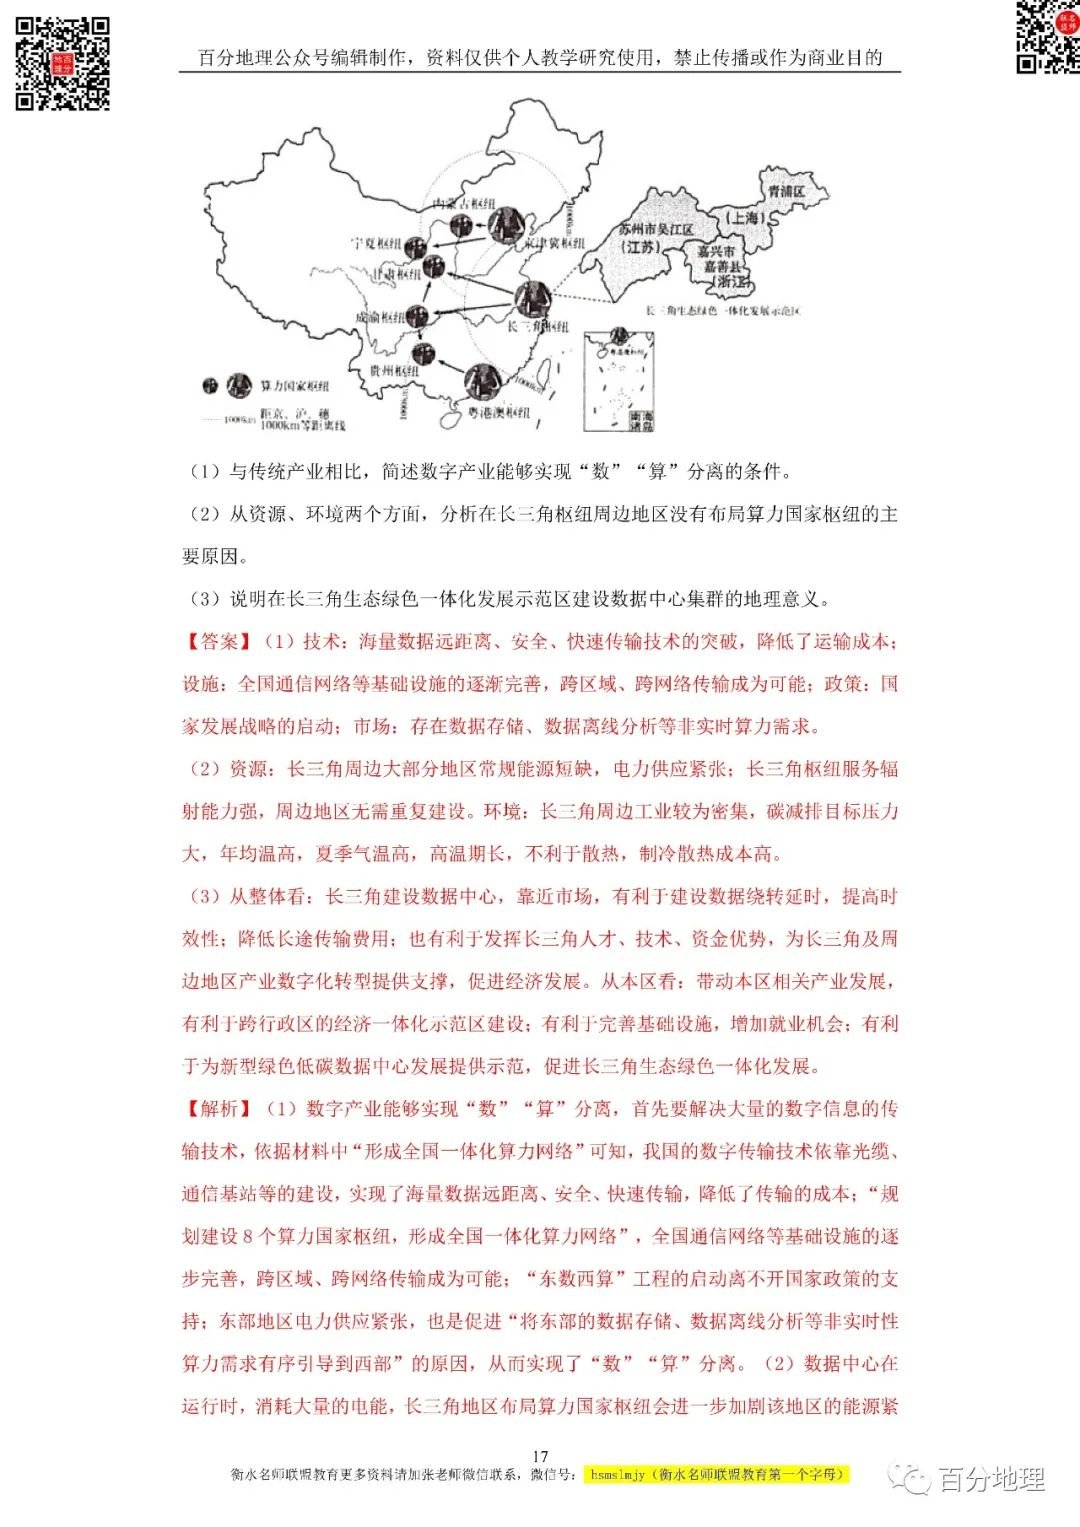 百分地理公众号编辑制作，资料仅供个人教学研究使用，禁止传播或作为商业目的
百分
地理
联名
内蒙古枢纽
京津冀枢纽
宁夏枢纽
甘肃枢纽
成渝枢纽
长三角枢纽
贵州枢纽
粤港澳枢纽
1000km
1000km
1000km
粤港澳枢纽
南海
诸岛
青浦区
（上海）
苏州市吴江区
（江苏）
嘉兴市
嘉善县
（浙江）
长三角生态绿色一体化发展示范区
算力国家枢纽
1000km 距京、沪、穗
1000km等距离线
（1）与传统产业相比，简述数字产业能够实现“数”“算”分离的条件。
（2）从资源、环境两个方面，分析在长三角枢纽周边地区没有布局算力国家枢纽的主
要原因。
（3）说明在长三角生态绿色一体化发展示范区建设数据中心集群的地理意义。
【答案】（1）技术：海量数据远距离、安全、快速传输技术的突破，降低了运输成本；
设施：全国通信网络等基础设施的逐渐完善，跨区域、跨网络传输成为可能；政策：国
家发展战略的启动；市场：存在数据存储、数据离线分析等非实时算力需求。
（2）资源：长三角周边大部分地区常规能源短缺，电力供应紧张；长三角枢纽服务辐
射能力强，周边地区无需重复建设。环境：长三角周边工业较为密集，碳减排目标压力
大，年均温高，夏季气温高，高温期长，不利于散热，制冷散热成本高。
（3）从整体看：长三角建设数据中心，靠近市场，有利于建设数据绕转延时，提高时
效性；降低长途传输费用；也有利于发挥长三角人才、技术、资金优势，为长三角及周
边地区产业数字化转型提供支撑，促进经济发展。从本区看：带动本区相关产业发展，
有利于跨行政区的经济一体化示范区建设；有利于完善基础设施，增加就业机会；有利
于为新型绿色低碳数据中心发展提供示范，促进长三角生态绿色一体化发展。
【解析】（1）数字产业能够实现“数”“算”分离，首先要解决大量的数字信息的传
输技术，依据材料中“形成全国一体化算力网络”可知，我国的数字传输技术依靠光缆、
通信基站等的建设，实现了海量数据远距离、安全、快速传输，降低了传输的成本；“规
划建设8个算力国家枢纽，形成全国一体化算力网络”，全国通信网络等基础设施的逐
步完善，跨区域、跨网络传输成为可能；“东数西算”工程的启动离不开国家政策的支
持；东部地区电力供应紧张，也是促进“将东部的数据存储、数据离线分析等非实时性
算力需求有序引导到西部”的原因，从而实现了“数”“算”分离。（2）数据中心在
运行时，消耗大量的电能，长三角地区布局算力国家枢纽会进一步加剧该地区的能源紧
17
衡水名师联盟教育更多资料请加张老师微信联系，微信号： hsmslmjy（衡水名师联盟教育第一个字母）
百分地理